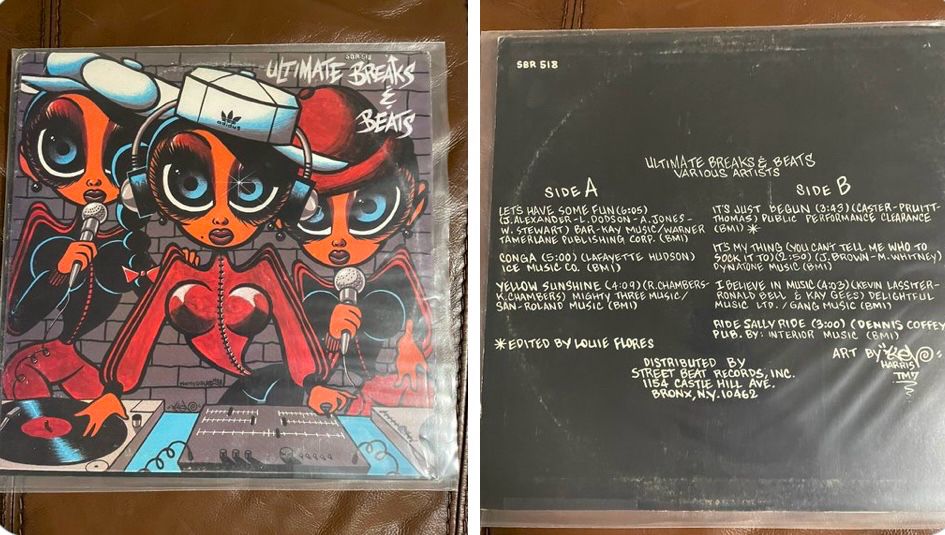 SBR 518
ULTIMATE BREAKS
&
BEATS
adidas
SBR 518
ULTIMATE BREAKS & BEATS
VARIOUS ARTISTS
SIDE A
LETS HAVE SOME FUN (6:05)
(J. ALEXANDER-L. DODSON-A. JONES-
W. STEWART) BAR-KAY MUSIC/WARNER
TAMERLANE PUBLISHING CORP. (BMI)
CONGA (5:00) (LAFAYETTE HUDSON)
ICE MUSIC CO. (BMI)
YELLOW SUNSHINE (4:09) (R. CHAMBERS-
K. CHAMBERS) MIGHTY THREE MUSIC/
SAN-ROLAND MUSIC (BMI)
*EDITED BY LOUIE FLORES
SIDE B
IT'S JUST BEGUN (3:43) (CASTER-PRUITT-
THOMAS) PUBLIC PERFORMANCE CLEARANCE
(BMI) *
IT'S MY THING (YOU CAN'T TELL ME WHO TO
SOCK IT TO) (2:50) (J. BROWN-M. WHITNEY)
DYNATONE MUSIC (BMI)
I BELIEVE IN MUSIC (4:03) (KEVIN LASSTER-
RONALD BELL & KAY GEES) DELIGHTFUL
MUSIC LTD. / GANG MUSIC (BMI)
RIDE SALLY RIDE (3:00) (DENNIS COFFEY)
PUB. BY: INTERIOR MUSIC (BMI)
ART BY
HARRIS
TM7
DISTRIBUTED BY
STREET BEAT RECORDS, INC.
1154 CASTLE HILL AVE.
BRONX, N.Y. 10462